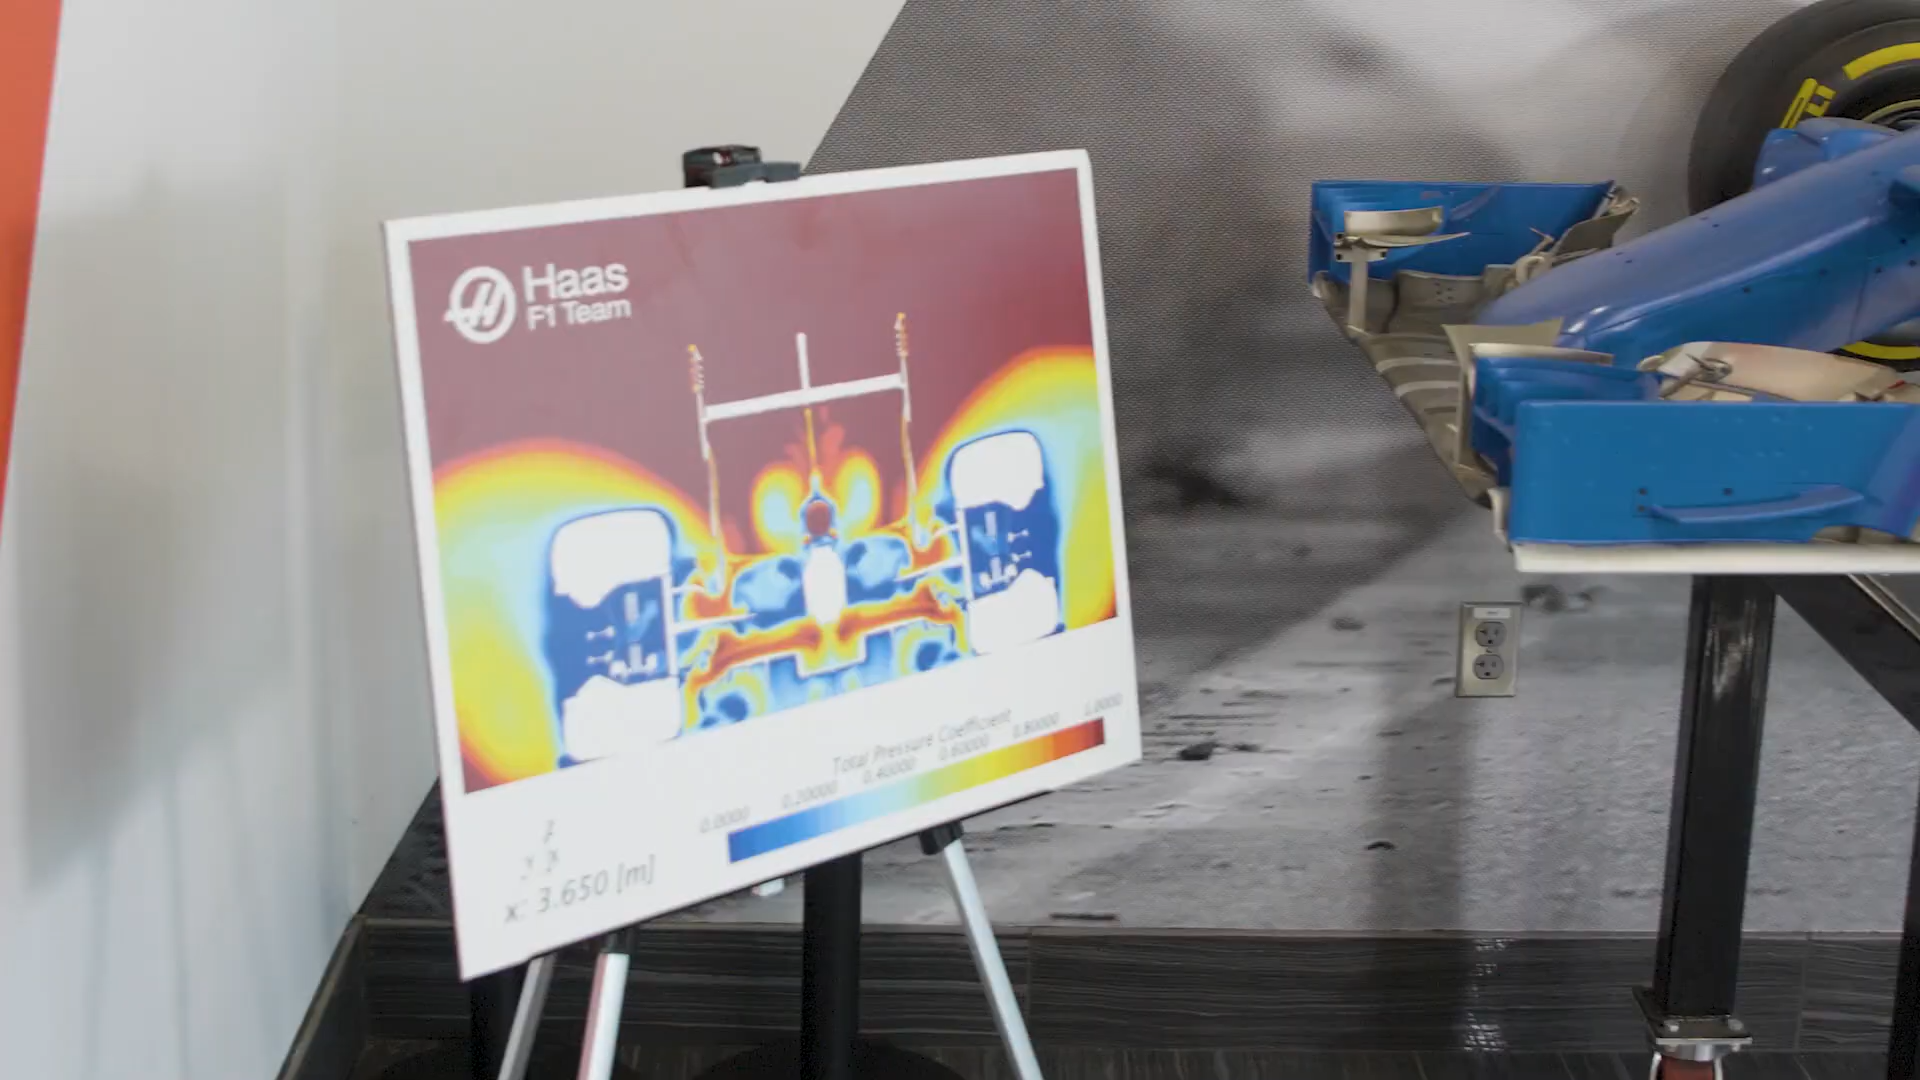 Haas
F1 Team
Total Pressure Coefficient
0.0000 0.20000 0.40000 0.60000 0.80000 1.0000
z
x: 3.650 [m]